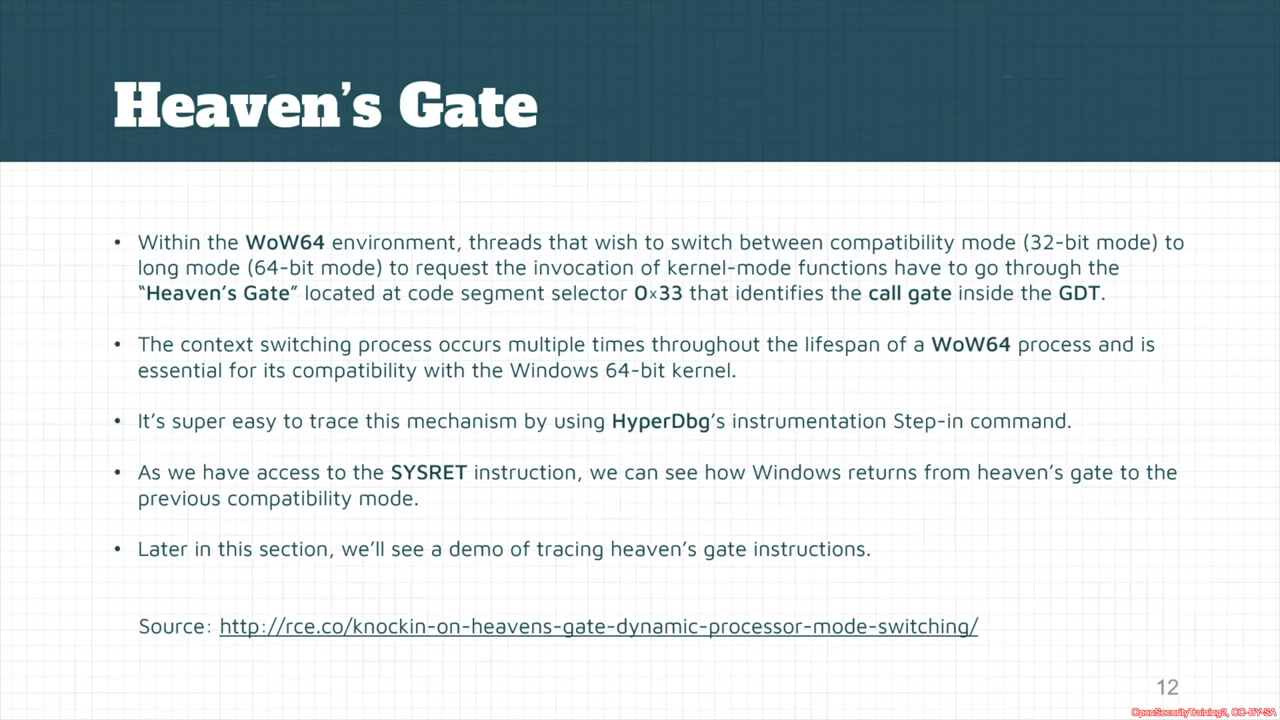 Heaven's Gate
• Within the WoW64 environment, threads that wish to switch between compatibility mode (32-bit mode) to
long mode (64-bit mode) to request the invocation of kernel-mode functions have to go through the
“Heaven's Gate” located at code segment selector 0x33 that identifies the call gate inside the GDT.
• The context switching process occurs multiple times throughout the lifespan of a WoW64 process and is
essential for its compatibility with the Windows 64-bit kernel.
• It's super easy to trace this mechanism by using HyperDbg's instrumentation Step-in command.
• As we have access to the SYSRET instruction, we can see how Windows returns from heaven's gate to the
previous compatibility mode.
• Later in this section, we'll see a demo of tracing heaven's gate instructions.
Source: http://rce.co/knockin-on-heavens-gate-dynamic-processor-mode-switching/
12
OpenSecurityTraining2, CC-BY-SA